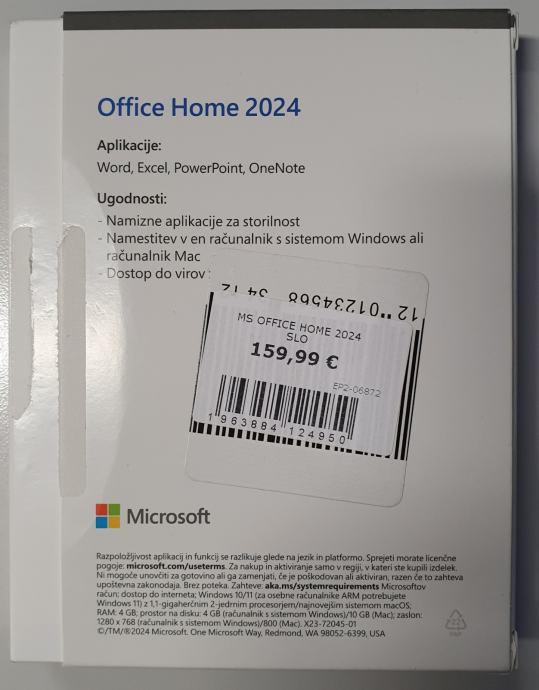 Office Home 2024
Aplikacije:
Word, Excel, PowerPoint, OneNote
Ugodnosti:
- Namizne aplikacije za storilnost
- Namestitev v en računalnik s sistemom Windows ali
računalnik Mac
- Dostop do virov
12 "01234568 34 12
MS OFFICE HOME 2024
SLO
159,99 €
EP2-06872
1 963884 124950
Microsoft
Razpoložljivost aplikacij in funkcij se razlikuje glede na jezik in platformo. Sprejeti morate licenčne
pogoje: microsoft.com/useterms. Za nakup in aktiviranje samo v regiji, v kateri ste kupili izdelek.
Ni mogoče unovčiti za gotovino ali ga zamenjati, če je poškodovan ali aktiviran, razen če to zahteva
upoštevna zakonodaja. Brez poteka. Zahteve: aka.ms/systemrequirements Microsoftov
račun; dostop do interneta; Windows 10/11 (za osebne računalnike ARM potrebujete
Windows 11) z 1,1-gigaherčnim 2-jedrnim procesorjem/najnovejšim sistemom macOS;
RAM: 4 GB; prostor na disku: 4 GB (računalnik s sistemom Windows)/10 GB (Mac); zaslon:
1280 x 768 (računalnik s sistemom Windows)/800 (Mac). X23-72045-01
©/TM/®2024 Microsoft. One Microsoft Way, Redmond, WA 98052-6399, USA
22
PAP